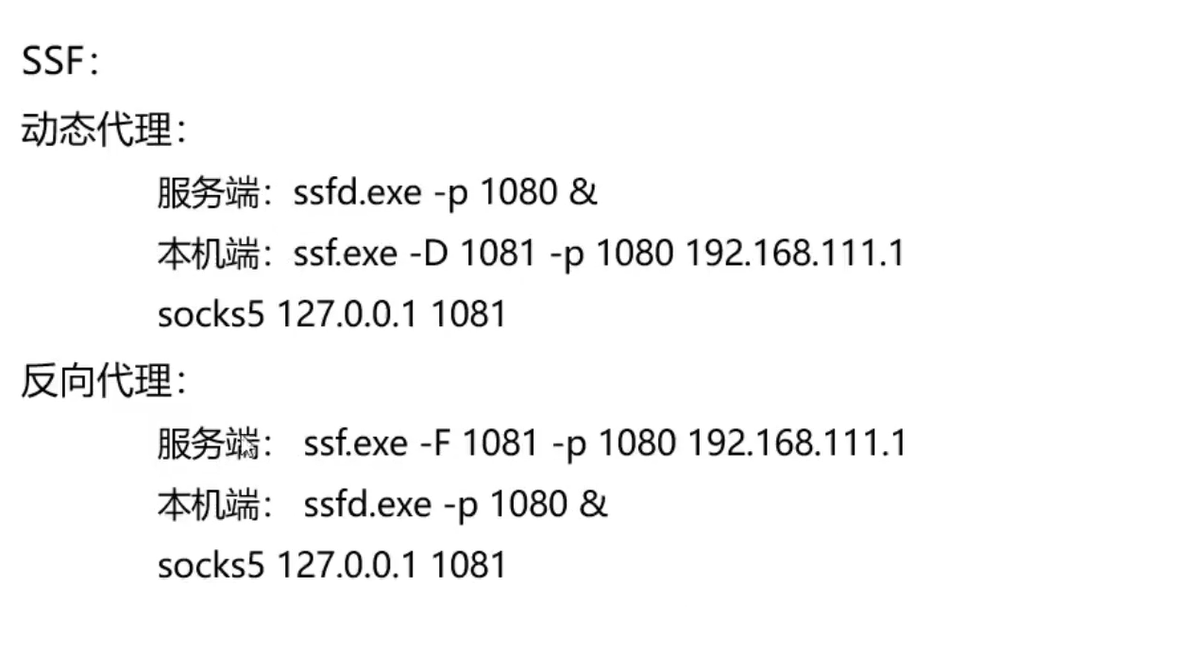 SSF：
动态代理：
服务端：ssfd.exe -p 1080 &
本机端：ssf.exe -D 1081 -p 1080 192.168.111.1
socks5 127.0.0.1 1081
反向代理：
服务端： ssf.exe -F 1081 -p 1080 192.168.111.1
本机端： ssfd.exe -p 1080 &
socks5 127.0.0.1 1081